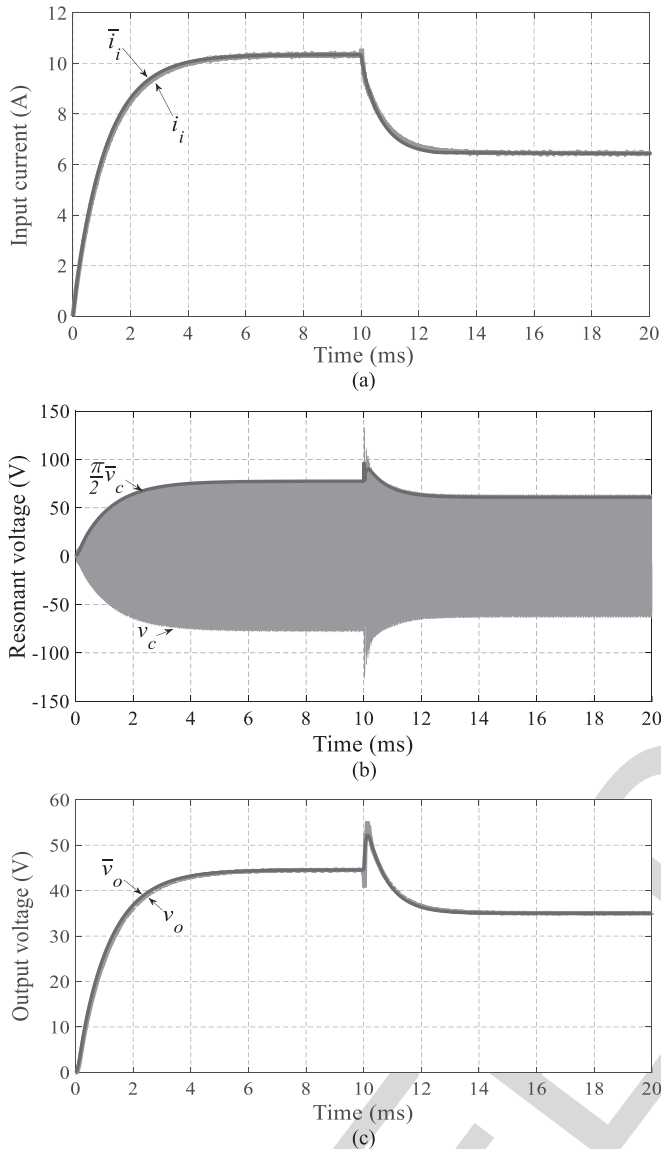 12
10
8
6
4
2
0
Input current (A)
i̅ᵢ
iᵢ
0 2 4 6 8 10 12 14 16 18 20
Time (ms)
(a)
150
100
50
0
-50
-100
-150
Resonant voltage (V)
π/2 v̅_c
v_c
0 2 4 6 8 10 12 14 16 18 20
Time (ms)
(b)
60
50
40
30
20
10
0
Output voltage (V)
v̅_o
v_o
0 2 4 6 8 10 12 14 16 18 20
Time (ms)
(c)